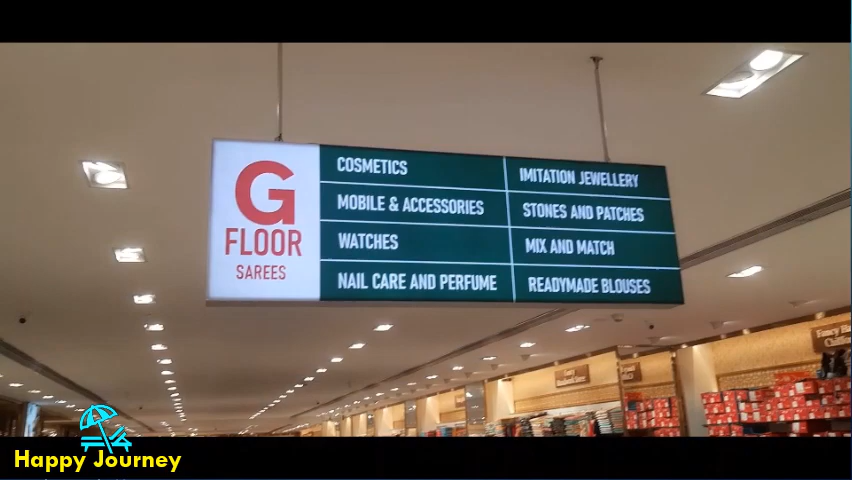 G
FLOOR
SAREES
COSMETICS
MOBILE & ACCESSORIES
WATCHES
NAIL CARE AND PERFUME
IMITATION JEWELLERY
STONES AND PATCHES
MIX AND MATCH
READYMADE BLOUSES
Happy Journey